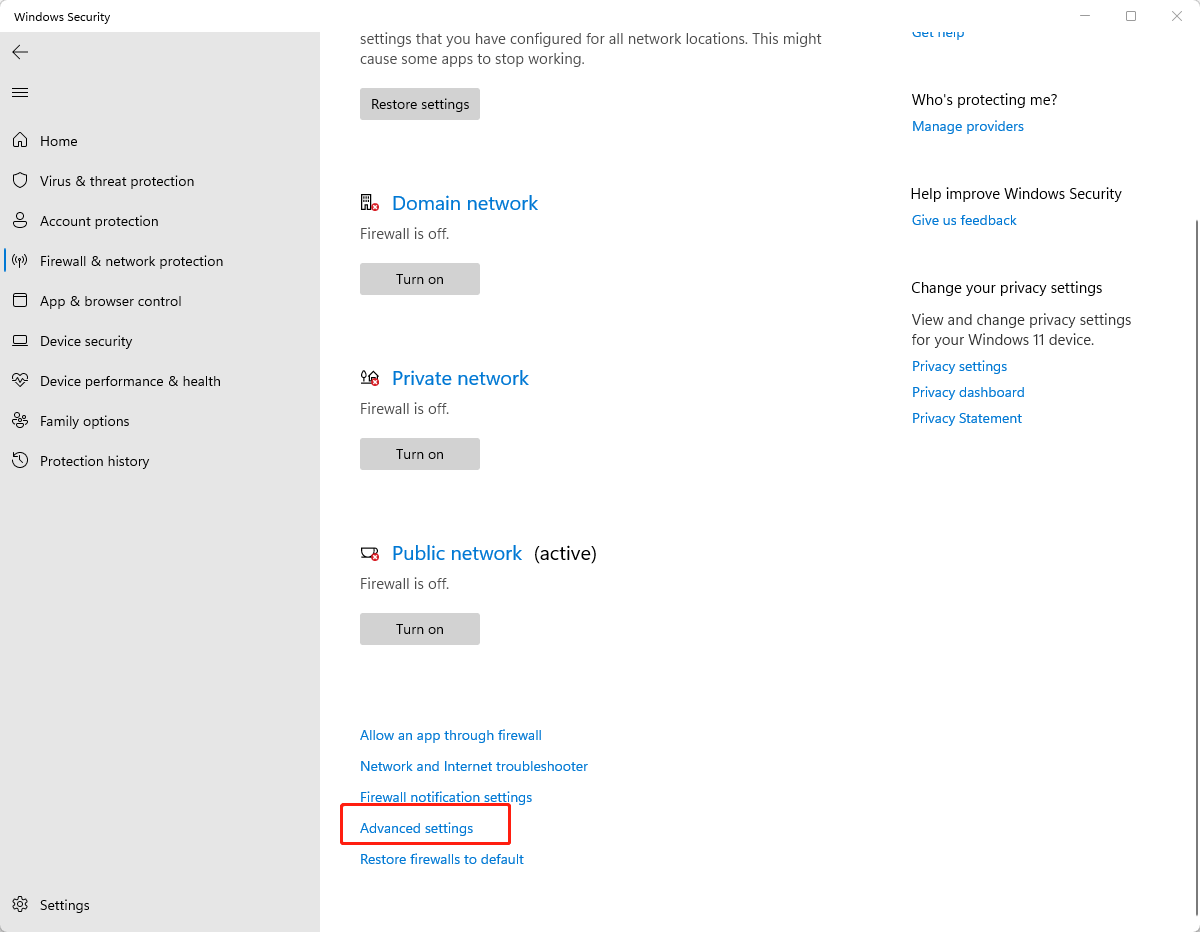 Windows Security
Home
Virus & threat protection
Account protection
Firewall & network protection
App & browser control
Device security
Device performance & health
Family options
Protection history
Settings
settings that you have configured for all network locations. This might
cause some apps to stop working.
Restore settings
Domain network
Firewall is off.
Turn on
Private network
Firewall is off.
Turn on
Public network (active)
Firewall is off.
Turn on
Allow an app through firewall
Network and Internet troubleshooter
Firewall notification settings
Advanced settings
Restore firewalls to default
Get help
Who's protecting me?
Manage providers
Help improve Windows Security
Give us feedback
Change your privacy settings
View and change privacy settings
for your Windows 11 device.
Privacy settings
Privacy dashboard
Privacy Statement